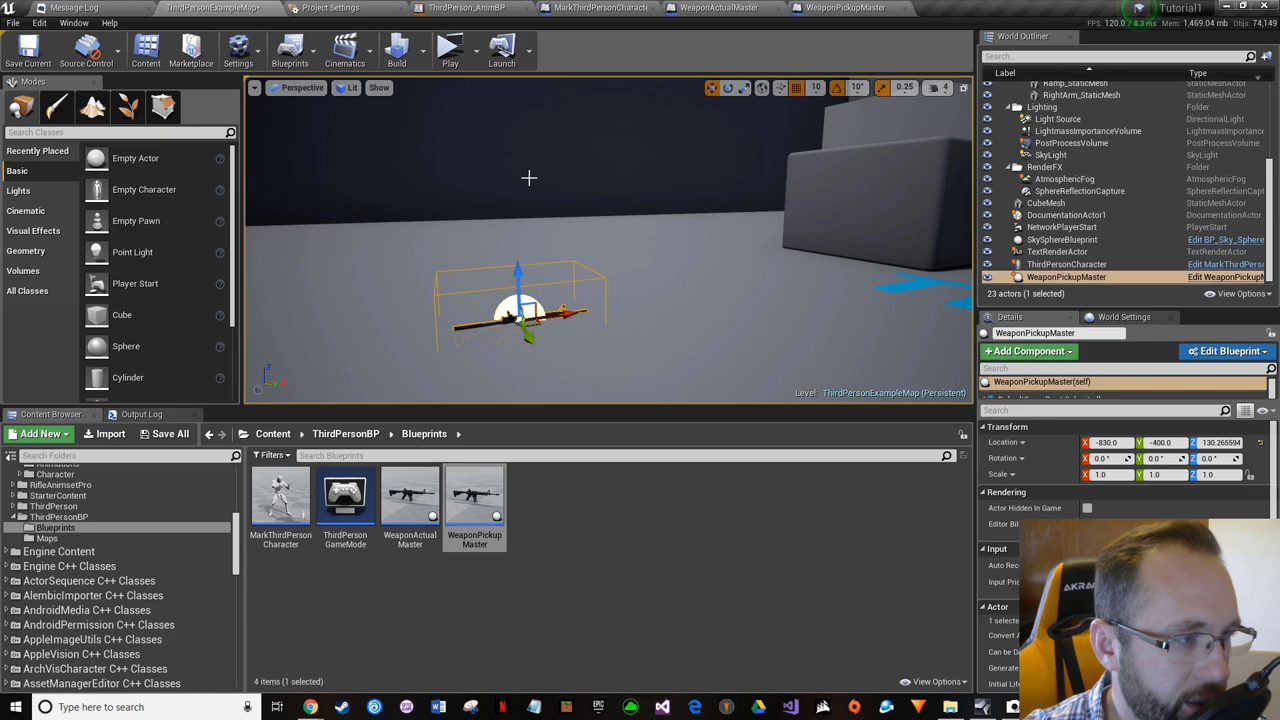 Message Log
ThirdPersonExampleMap*
Project Settings
ThirdPerson_AnimBP
MarkThirdPersonCharacte
WeaponActualMaster
WeaponPickupMaster
Tutorial1
File
Edit
Window
Help
FPS: 120.0 / 8.3 ms
Mem: 1,469.04 mb
Objs: 74,149
Save Current
Source Control
Content
Marketplace
Settings
Blueprints
Cinematics
Build
Play
Launch
World Outliner
Search...
Label
Type
Ramp_StaticMesh
StaticMeshActor
RightArm_StaticMesh
StaticMeshActor
Lighting
Folder
Light Source
DirectionalLight
LightmassImportanceVolume
LightmassImportance
PostProcessVolume
PostProcessVolume
SkyLight
SkyLight
RenderFX
Folder
AtmosphericFog
AtmosphericFog
SphereReflectionCapture
SphereReflectionCapt
CubeMesh
StaticMeshActor
DocumentationActor1
DocumentationActor
NetworkPlayerStart
PlayerStart
SkySphereBlueprint
Edit BP_Sky_Sphere
TextRenderActor
TextRenderActor
ThirdPersonCharacter
Edit MarkThirdPerso
WeaponPickupMaster
Edit WeaponPickupM
23 actors (1 selected)
View Options
Modes
Search Classes
Recently Placed
Basic
Lights
Cinematic
Visual Effects
Geometry
Volumes
All Classes
Empty Actor
Empty Character
Empty Pawn
Point Light
Player Start
Cube
Sphere
Cylinder
Perspective
Lit
Show
10
10°
0.25
4
Level: ThirdPersonExampleMap (Persistent)
Details
World Settings
WeaponPickupMaster
+Add Component
Edit Blueprint
Search
WeaponPickupMaster(self)
Search
Transform
Location
X -830.0
Y -400.0
Z 130.265594
Rotation
X 0.0 °
Y 0.0 °
Z 0.0 °
Scale
X 1.0
Y 1.0
Z 1.0
Rendering
Actor Hidden In Game
Editor Bil
Input
Auto Rec
Input Pric
Actor
1 selecte
Convert A
Can be Da
Generate
Initial Life
Content Browser
Output Log
Add New
Import
Save All
Content
ThirdPersonBP
Blueprints
Search Folders
Filters
Search Blueprints
Character
RifleAnimsetPro
StarterContent
ThirdPerson
ThirdPersonBP
Blueprints
Maps
Engine Content
Engine C++ Classes
ActorSequence C++ Classes
AlembicImporter C++ Classes
AndroidMedia C++ Classes
AndroidPermission C++ Classes
AppleImageUtils C++ Classes
AppleVision C++ Classes
ArchVisCharacter C++ Classes
AssetManagerEditor C++ Classes
MarkThirdPerson
Character
ThirdPerson
GameMode
WeaponActual
Master
WeaponPickup
Master
4 items (1 selected)
View Options
AKRA
Type here to search